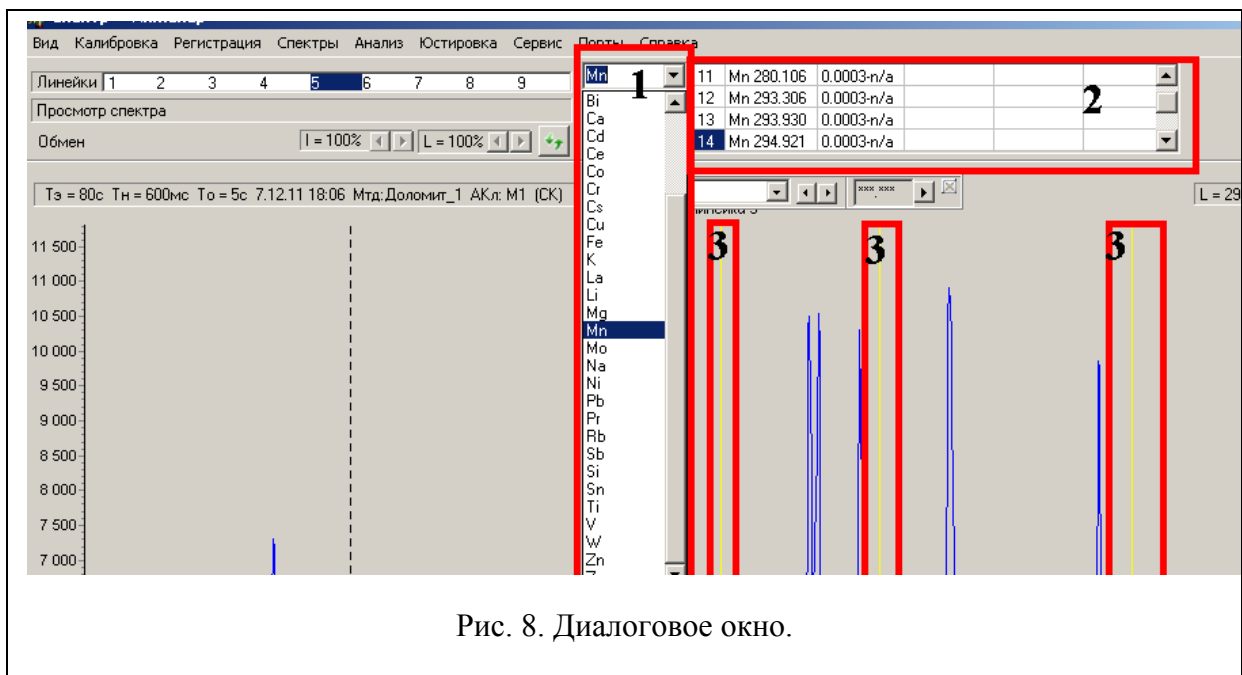 Вид Калибровка Регистрация Спектры Анализ Юстировка Сервис Порты Справка
Линейки 1 2 3 4 5 6 7 8 9
Просмотр спектра
Обмен I = 100% L = 100%
Mn 1
11 Mn 280.106 0.0003-n/a
12 Mn 293.306 0.0003-n/a
13 Mn 293.930 0.0003-n/a
14 Mn 294.921 0.0003-n/a
2
Bi
Ca
Cd
Ce
Co
Cr
Cs
Cu
Fe
K
La
Li
Mg
Mn
Mo
Na
Ni
Pb
Pr
Rb
Sb
Si
Sn
Ti
V
W
Zn
Tэ = 80с Tн = 600мс To = 5с 7.12.11 18:06 Мтд:Доломит_1 АКл: М1 (СК)
xxx.xxx
L = 29
3 3 3
11 500
11 000
10 500
10 000
9 500
9 000
8 500
8 000
7 500
7 000
Рис. 8. Диалоговое окно.